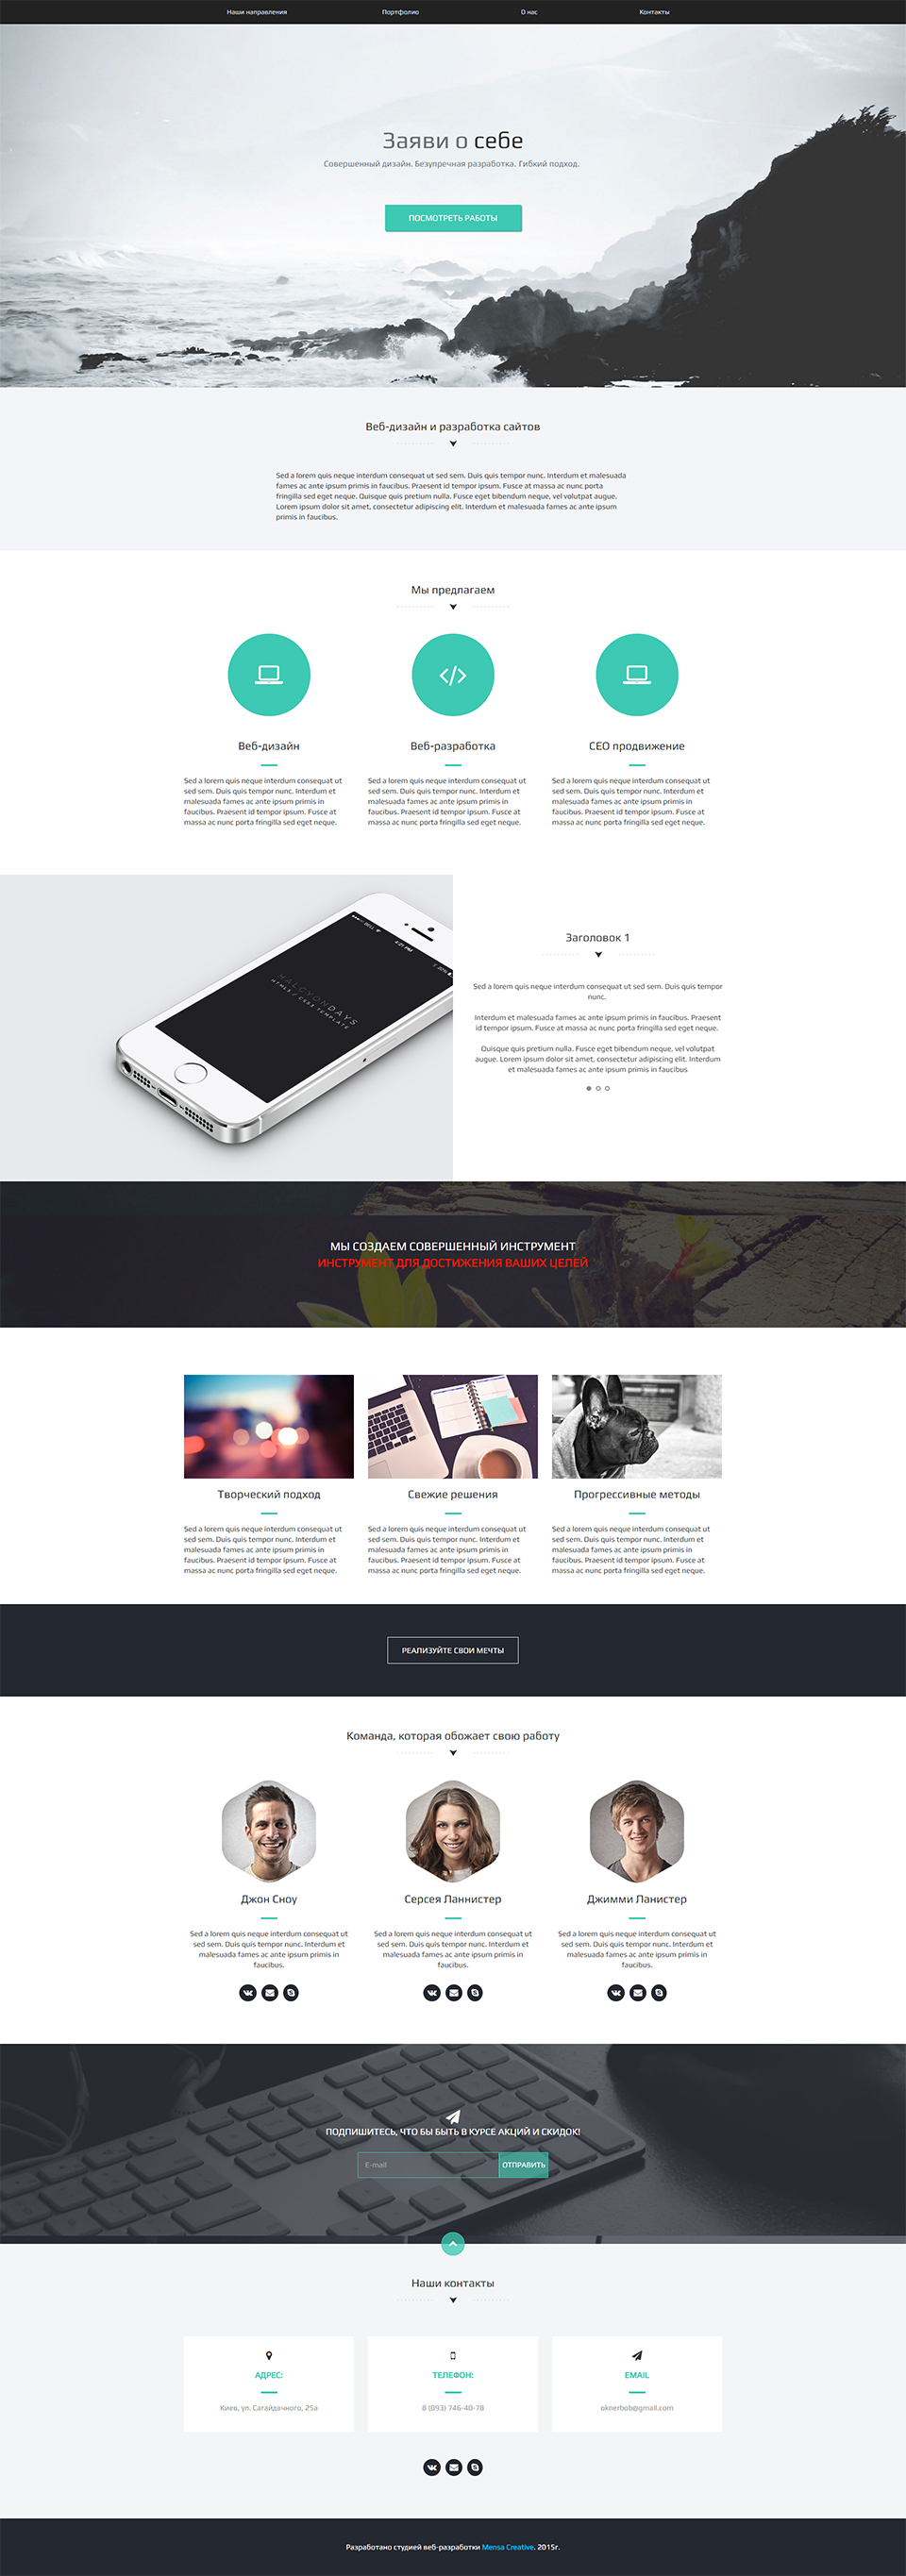 Наши направления
Портфолио
О нас
Контакты
Заяви о себе
Совершенный дизайн. Безупречная разработка. Гибкий подход.
ПОСМОТРЕТЬ РАБОТЫ
Веб-дизайн и разработка сайтов
Sed a lorem quis neque interdum consequat ut sed sem. Duis quis tempor nunc. Interdum et malesuada
fames ac ante ipsum primis in faucibus. Praesent id tempor ipsum. Fusce at massa ac nunc porta
fringilla sed eget neque. Quisque quis pretium nulla. Fusce eget bibendum neque, vel volutpat augue.
Lorem ipsum dolor sit amet, consectetur adipiscing elit. Interdum et malesuada fames ac ante ipsum
primis in faucibus.
Мы предлагаем
Веб-дизайн
Sed a lorem quis neque interdum consequat ut
sed sem. Duis quis tempor nunc. Interdum et
malesuada fames ac ante ipsum primis in
faucibus. Praesent id tempor ipsum. Fusce at
massa ac nunc porta fringilla sed eget neque.
Веб-разработка
Sed a lorem quis neque interdum consequat ut
sed sem. Duis quis tempor nunc. Interdum et
malesuada fames ac ante ipsum primis in
faucibus. Praesent id tempor ipsum. Fusce at
massa ac nunc porta fringilla sed eget neque.
СЕО продвижение
Sed a lorem quis neque interdum consequat ut
sed sem. Duis quis tempor nunc. Interdum et
malesuada fames ac ante ipsum primis in
faucibus. Praesent id tempor ipsum. Fusce at
massa ac nunc porta fringilla sed eget neque.
BELL
4:21 PM
20%
HALCYONDAYS
HTML5 / CSS3 TEMPLATE
Заголовок 1
Sed a lorem quis neque interdum consequat ut sed sem. Duis quis tempor
nunc.
Interdum et malesuada fames ac ante ipsum primis in faucibus. Praesent
id tempor ipsum. Fusce at massa ac nunc porta fringilla sed eget neque.
Quisque quis pretium nulla. Fusce eget bibendum neque, vel volutpat
augue. Lorem ipsum dolor sit amet, consectetur adipiscing elit. Interdum
et malesuada fames ac ante ipsum primis in faucibus
МЫ СОЗДАЕМ СОВЕРШЕННЫЙ ИНСТРУМЕНТ
ИНСТРУМЕНТ ДЛЯ ДОСТИЖЕНИЯ ВАШИХ ЦЕЛЕЙ
Творческий подход
Sed a lorem quis neque interdum consequat ut
sed sem. Duis quis tempor nunc. Interdum et
malesuada fames ac ante ipsum primis in
faucibus. Praesent id tempor ipsum. Fusce at
massa ac nunc porta fringilla sed eget neque.
Свежие решения
Sed a lorem quis neque interdum consequat ut
sed sem. Duis quis tempor nunc. Interdum et
malesuada fames ac ante ipsum primis in
faucibus. Praesent id tempor ipsum. Fusce at
massa ac nunc porta fringilla sed eget neque.
Прогрессивные методы
Sed a lorem quis neque interdum consequat ut
sed sem. Duis quis tempor nunc. Interdum et
malesuada fames ac ante ipsum primis in
faucibus. Praesent id tempor ipsum. Fusce at
massa ac nunc porta fringilla sed eget neque.
РЕАЛИЗУЙТЕ СВОИ МЕЧТЫ
Команда, которая обожает свою работу
Джон Сноу
Sed a lorem quis neque interdum consequat ut
sed sem. Duis quis tempor nunc. Interdum et
malesuada fames ac ante ipsum primis in
faucibus.
Серсея Ланнистер
Sed a lorem quis neque interdum consequat ut
sed sem. Duis quis tempor nunc. Interdum et
malesuada fames ac ante ipsum primis in
faucibus.
Джимми Ланистер
Sed a lorem quis neque interdum consequat ut
sed sem. Duis quis tempor nunc. Interdum et
malesuada fames ac ante ipsum primis in
faucibus.
ПОДПИШИТЕСЬ, ЧТО БЫ БЫТЬ В КУРСЕ АКЦИЙ И СКИДОК!
E-mail
ОТПРАВИТЬ
Наши контакты
АДРЕС:
Киев, ул. Сагайдачного, 25а
ТЕЛЕФОН:
8 (093) 746-40-78
EMAIL
oknerbob@gmail.com
Разработано студией веб-разработки Mensa Creative. 2015г.